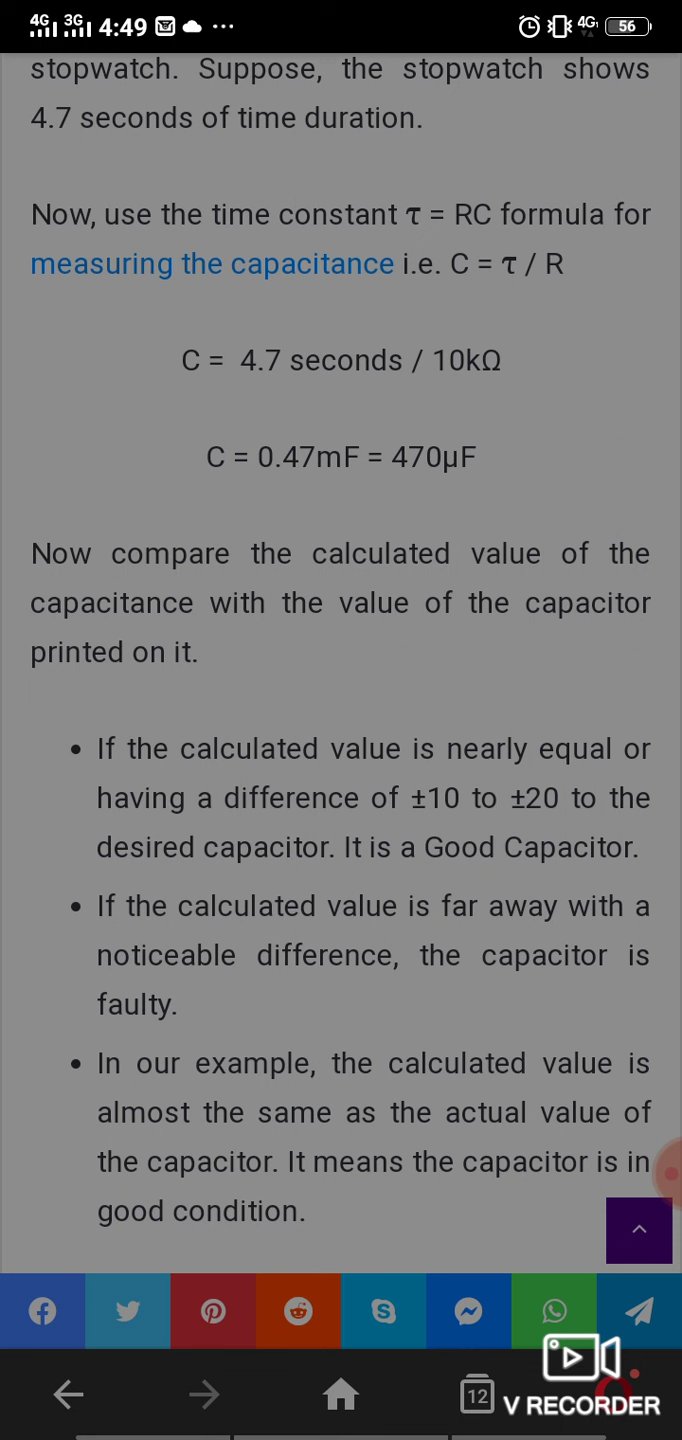 4G 3G 4:49 ... 4G 56
stopwatch. Suppose, the stopwatch shows
4.7 seconds of time duration.
Now, use the time constant 𝛕 = RC formula for
measuring the capacitance i.e. C = 𝛕 / R
C = 4.7 seconds / 10kΩ
C = 0.47mF = 470μF
Now compare the calculated value of the
capacitance with the value of the capacitor
printed on it.
• If the calculated value is nearly equal or
having a difference of ±10 to ±20 to the
desired capacitor. It is a Good Capacitor.
• If the calculated value is far away with a
noticeable difference, the capacitor is
faulty.
• In our example, the calculated value is
almost the same as the actual value of
the capacitor. It means the capacitor is in
good condition.
12
V RECORDER